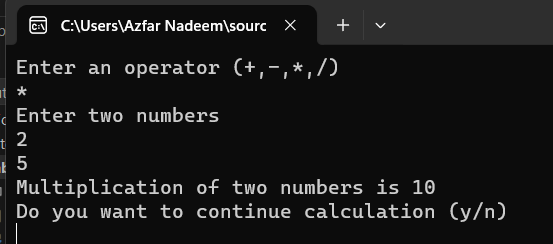 C:\Users\Azfar Nadeem\sourc
Enter an operator (+,-,*,/)
*
Enter two numbers
2
5
Multiplication of two numbers is 10
Do you want to continue calculation (y/n)